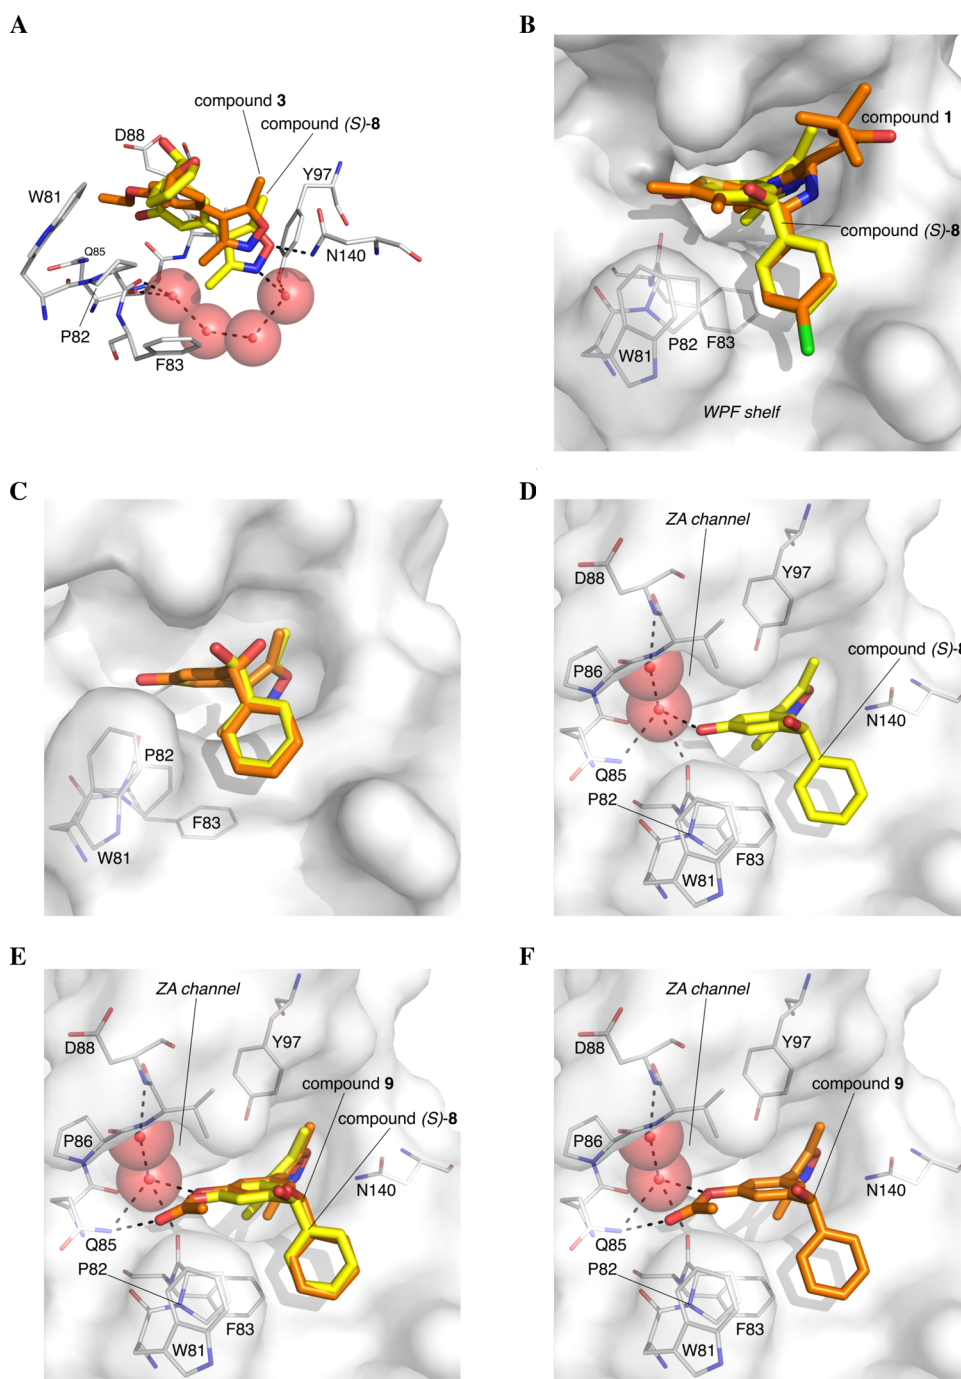 A
compound 3
compound (S)-8
D88
Y97
W81
Q85
N140
P82
F83
B
compound 1
compound (S)-8
P82
F83
W81
WPF shelf
C
P82
F83
W81
D
ZA channel
D88
Y97
compound (S)-8
P86
N140
Q85
P82
F83
W81
E
ZA channel
D88
Y97
compound 9
compound (S)-8
P86
N140
Q85
P82
F83
W81
F
ZA channel
D88
Y97
compound 9
P86
N140
Q85
P82
F83
W81